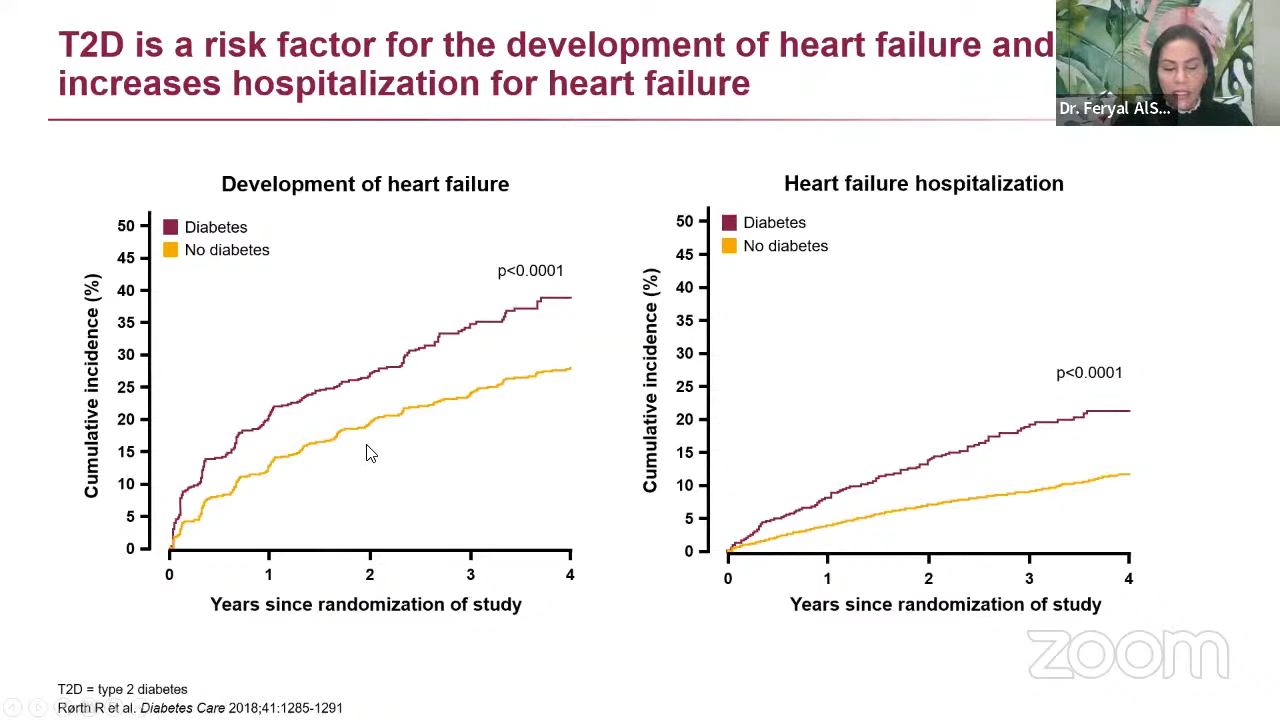 T2D is a risk factor for the development of heart failure and
increases hospitalization for heart failure
Dr. Feryal AlS...
Development of heart failure
Diabetes
No diabetes
p<0.0001
Cumulative incidence (%)
50
45
40
35
30
25
20
15
10
5
0
0 1 2 3 4
Years since randomization of study
Heart failure hospitalization
Diabetes
No diabetes
p<0.0001
Cumulative incidence (%)
50
45
40
35
30
25
20
15
10
5
0
0 1 2 3 4
Years since randomization of study
zoom
T2D = type 2 diabetes
Rørth R et al. Diabetes Care 2018;41:1285-1291